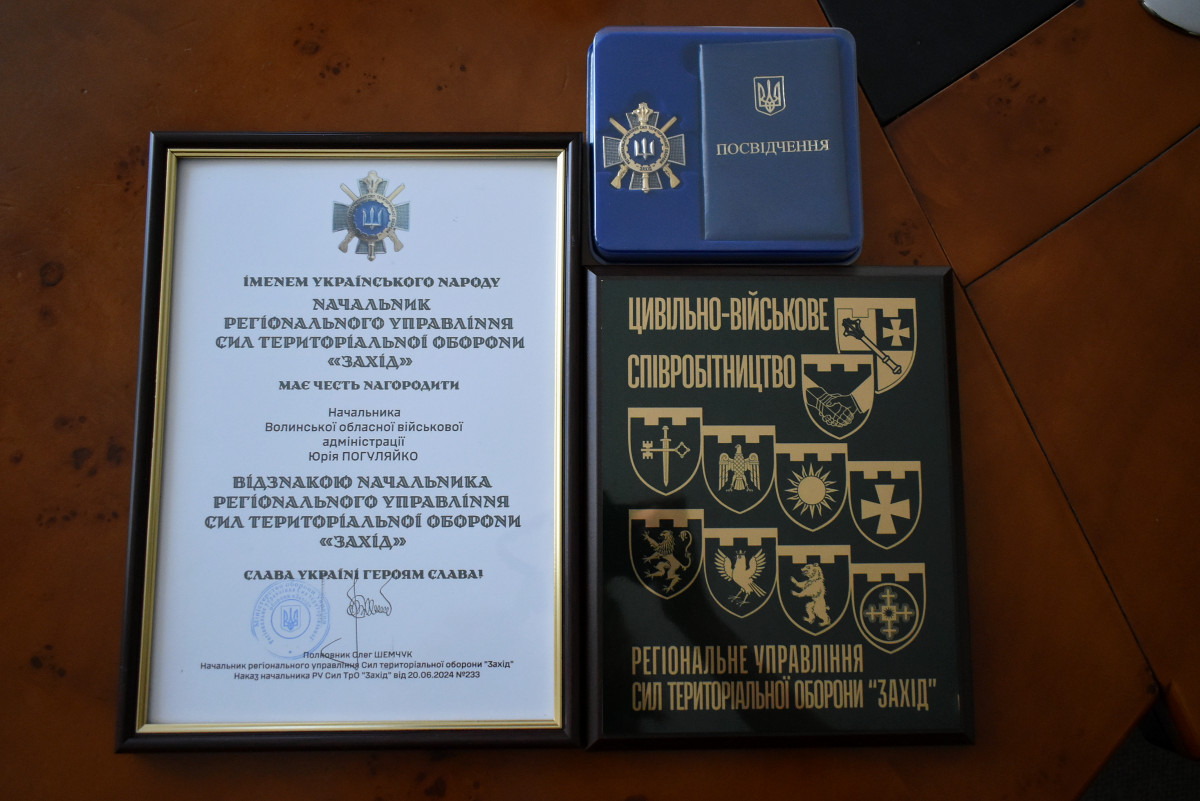 ІМЕНЕМ УКРАЇНСЬКОГО НАРОДУ
НАЧАЛЬНИК
РЕГІОНАЛЬНОГО УПРАВЛІННЯ
СИЛ ТЕРИТОРІАЛЬНОЇ ОБОРОНИ
«ЗАХІД»
МАЄ ЧЕСТЬ НАГОРОДИТИ
Начальника
Волинської обласної військової
адміністрації
Юрія ПОГУЛЯЙКО
ВІДЗНАКОЮ НАЧАЛЬНИКА
РЕГІОНАЛЬНОГО УПРАВЛІННЯ
СИЛ ТЕРИТОРІАЛЬНОЇ ОБОРОНИ
«ЗАХІД»
СЛАВА УКРАЇНІ ГЕРОЯМ СЛАВА!
Полковник Олег ШЕМЧУК
Начальник регіонального управління Сил територіальної оборони "Захід"
Наказ начальника РУ Сил ТрО "Захід" від 20.06.2024 №233
ПОСВІДЧЕННЯ
ЦИВІЛЬНО-ВІЙСЬКОВЕ
СПІВРОБІТНИЦТВО
РЕГІОНАЛЬНЕ УПРАВЛІННЯ
СИЛ ТЕРИТОРІАЛЬНОЇ ОБОРОНИ "ЗАХІД"